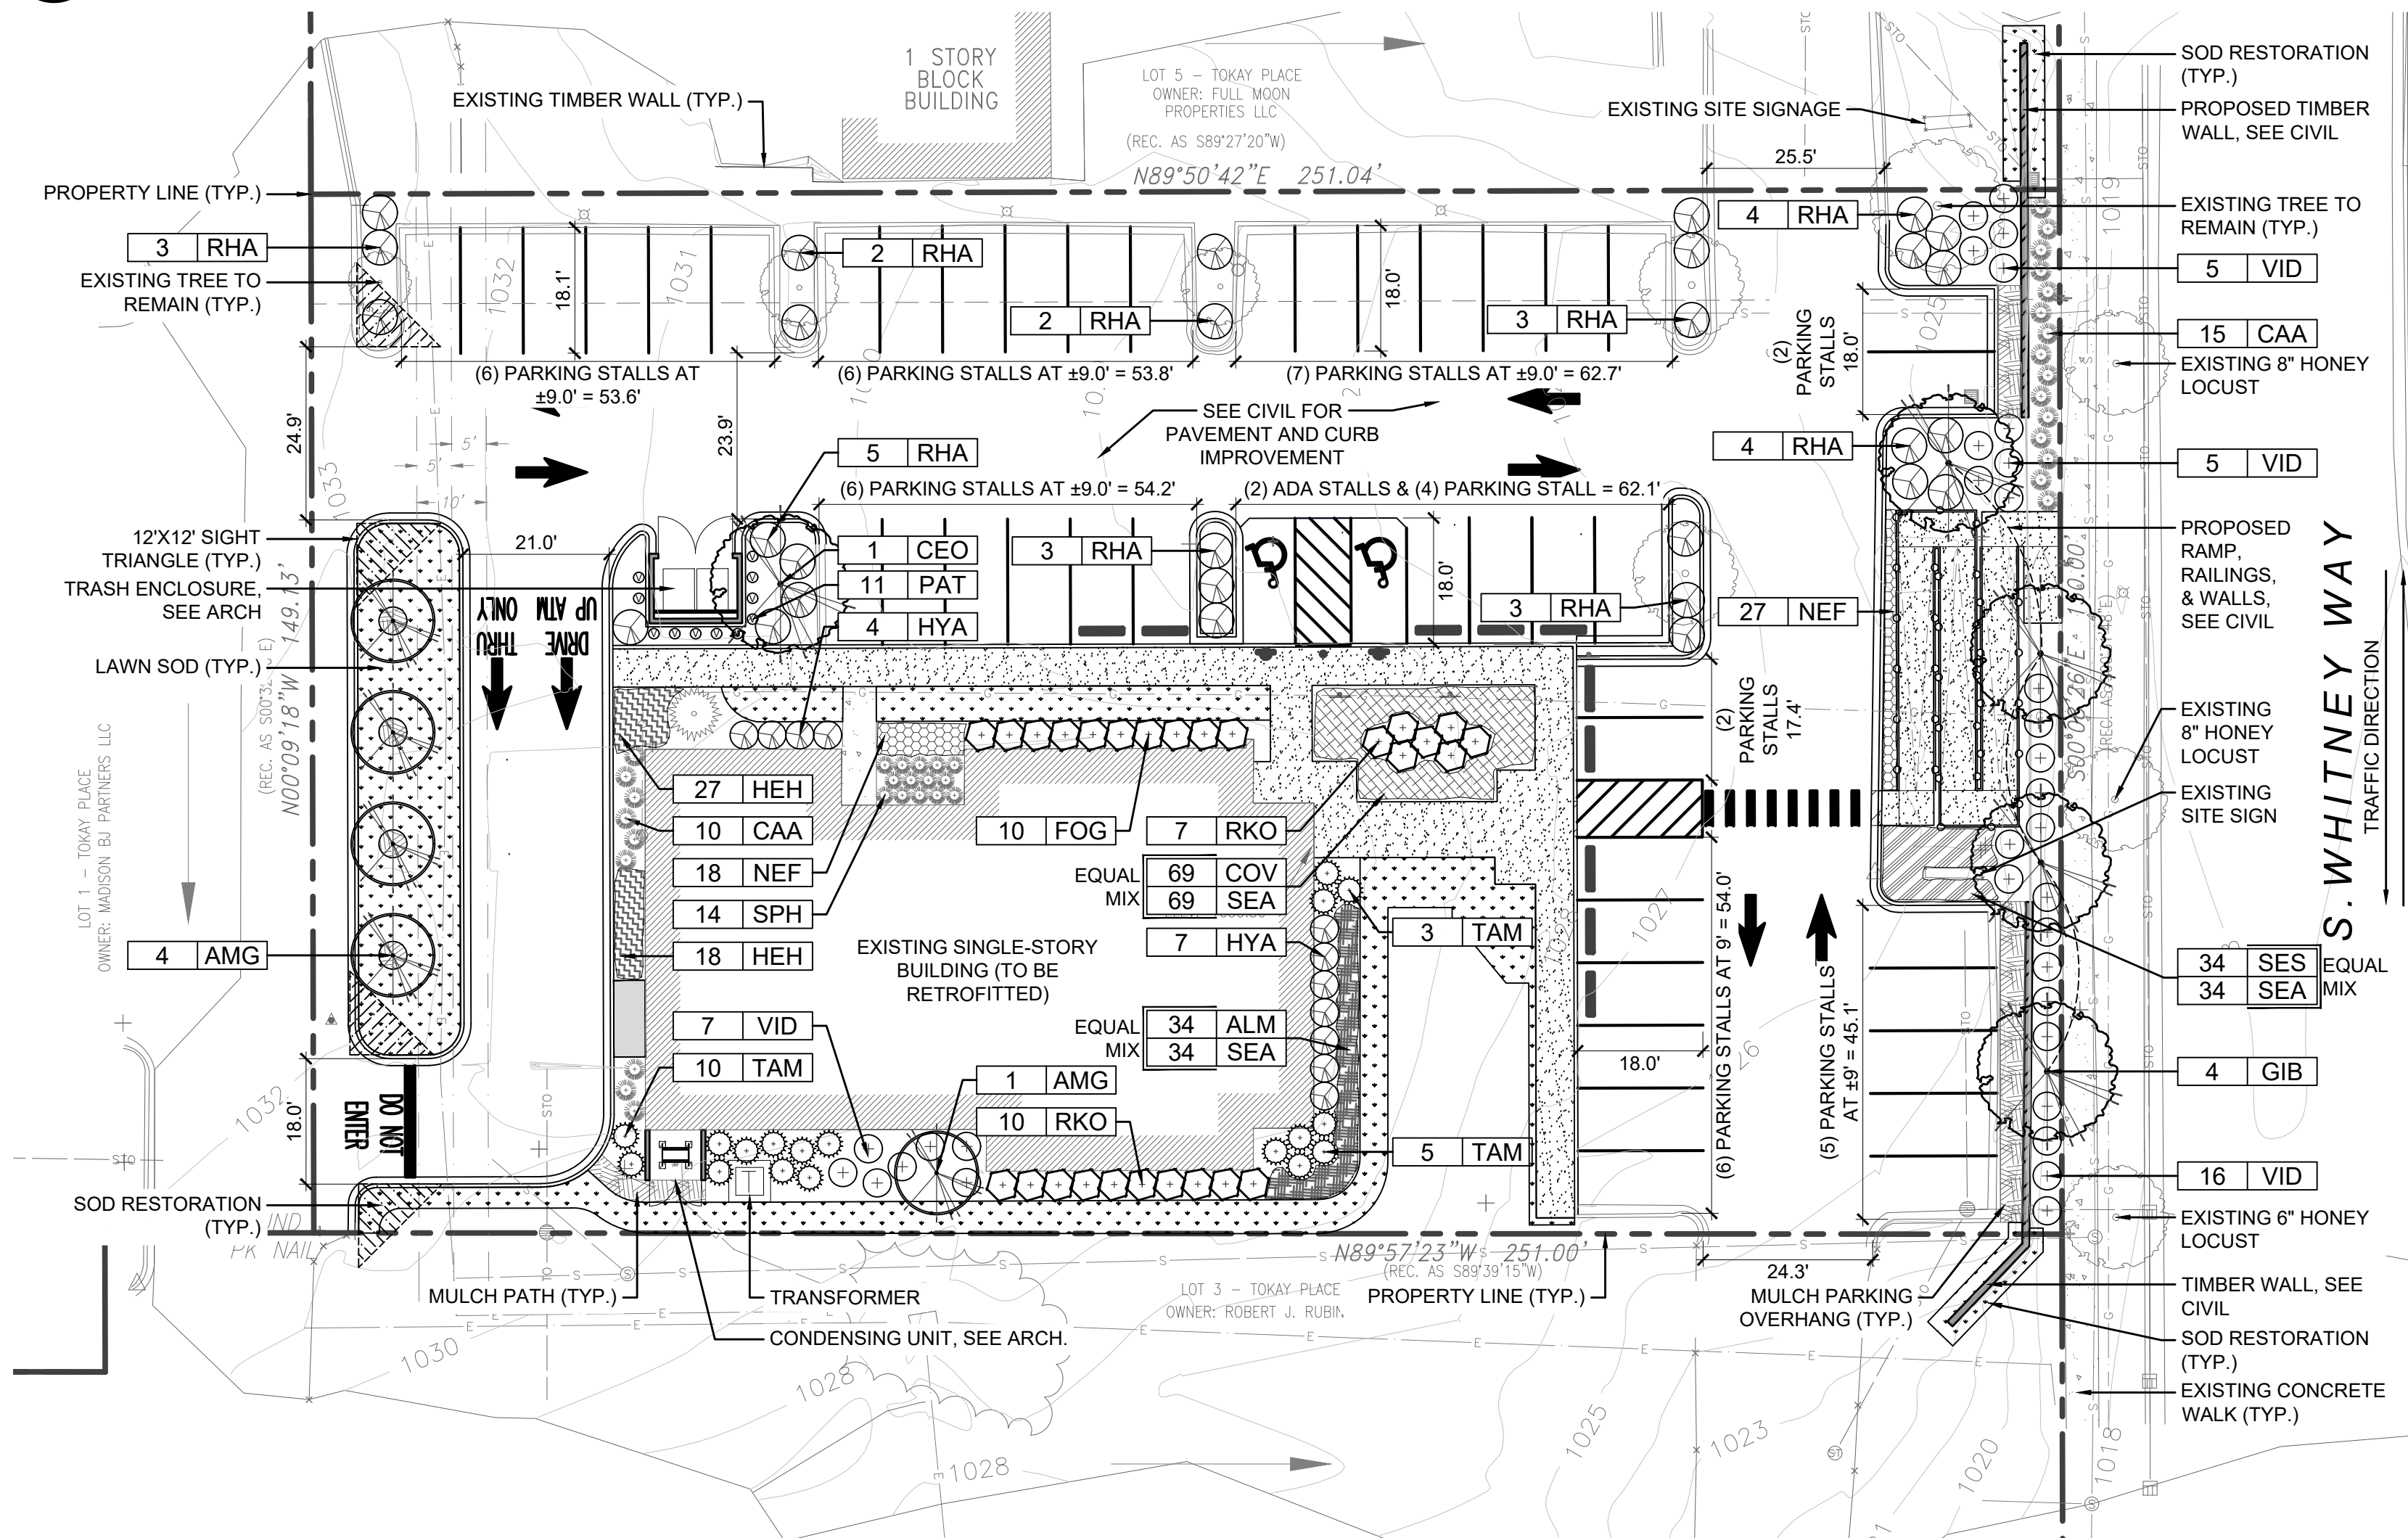 1 STORY
BLOCK
BUILDING
LOT 5 – TOKAY PLACE
OWNER: FULL MOON
PROPERTIES LLC
(REC. AS S89°27'20"W)
N89°50'42"E 251.04'
EXISTING TIMBER WALL (TYP.)
EXISTING SITE SIGNAGE
25.5'
STO
STO
SOD RESTORATION
(TYP.)
PROPOSED TIMBER
WALL, SEE CIVIL
EXISTING TREE TO
REMAIN (TYP.)
5 VID
15 CAA
EXISTING 8" HONEY
LOCUST
5 VID
PROPOSED
RAMP,
RAILINGS,
& WALLS,
SEE CIVIL
EXISTING
8" HONEY
LOCUST
EXISTING
SITE SIGN
34 SES
34 SEA
EQUAL
MIX
4 GIB
16 VID
EXISTING 6" HONEY
LOCUST
TIMBER WALL, SEE
CIVIL
SOD RESTORATION
(TYP.)
EXISTING CONCRETE
WALK (TYP.)
S. WHITNEY WAY
TRAFFIC DIRECTION
PROPERTY LINE (TYP.)
3 RHA
EXISTING TREE TO
REMAIN (TYP.)
24.9'
12'X12' SIGHT
TRIANGLE (TYP.)
TRASH ENCLOSURE,
SEE ARCH
LAWN SOD (TYP.)
4 AMG
SOD RESTORATION
(TYP.)
PK NAIL
LOT 1 – TOKAY PLACE
OWNER: MADISON BJ PARTNERS LLC
N00°09'18"W 149.13'
18.1'
1032
1031
2 RHA
2 RHA
18.0'
3 RHA
4 RHA
(2)
PARKING
STALLS
18.0'
1025
1019
(6) PARKING STALLS AT
±9.0' = 53.6'
(6) PARKING STALLS AT ±9.0' = 53.8'
(7) PARKING STALLS AT ±9.0' = 62.7'
SEE CIVIL FOR
PAVEMENT AND CURB
IMPROVEMENT
23.9'
5'
5'
10'
1033
5 RHA
4 RHA
(6) PARKING STALLS AT ±9.0' = 54.2'
(2) ADA STALLS & (4) PARKING STALL = 62.1'
21.0'
1 CEO
11 PAT
4 HYA
3 RHA
18.0'
3 RHA
27 NEF
DRIVE
UP ATM
THRU
ONLY
(2)
PARKING
STALLS
17.4'
27 HEH
10 CAA
18 NEF
14 SPH
18 HEH
10 FOG
7 RKO
EQUAL
MIX
69 COV
69 SEA
7 HYA
3 TAM
EXISTING SINGLE-STORY
BUILDING (TO BE
RETROFITTED)
1027
7 VID
10 TAM
EQUAL
MIX
34 ALM
34 SEA
1 AMG
10 RKO
5 TAM
18.0'
26
(6) PARKING STALLS AT 9' = 54.0'
(5) PARKING STALLS
AT ±9' = 45.1'
DO NOT
ENTER
18.0'
1032
N89°57'23"W 251.00'
(REC. AS S89°39'15"W)
LOT 3 – TOKAY PLACE
OWNER: ROBERT J. RUBIN
PROPERTY LINE (TYP.)
24.3'
MULCH PARKING
OVERHANG (TYP.)
MULCH PATH (TYP.)
TRANSFORMER
CONDENSING UNIT, SEE ARCH.
1030
1028
1028
1025
1023
1020
1018